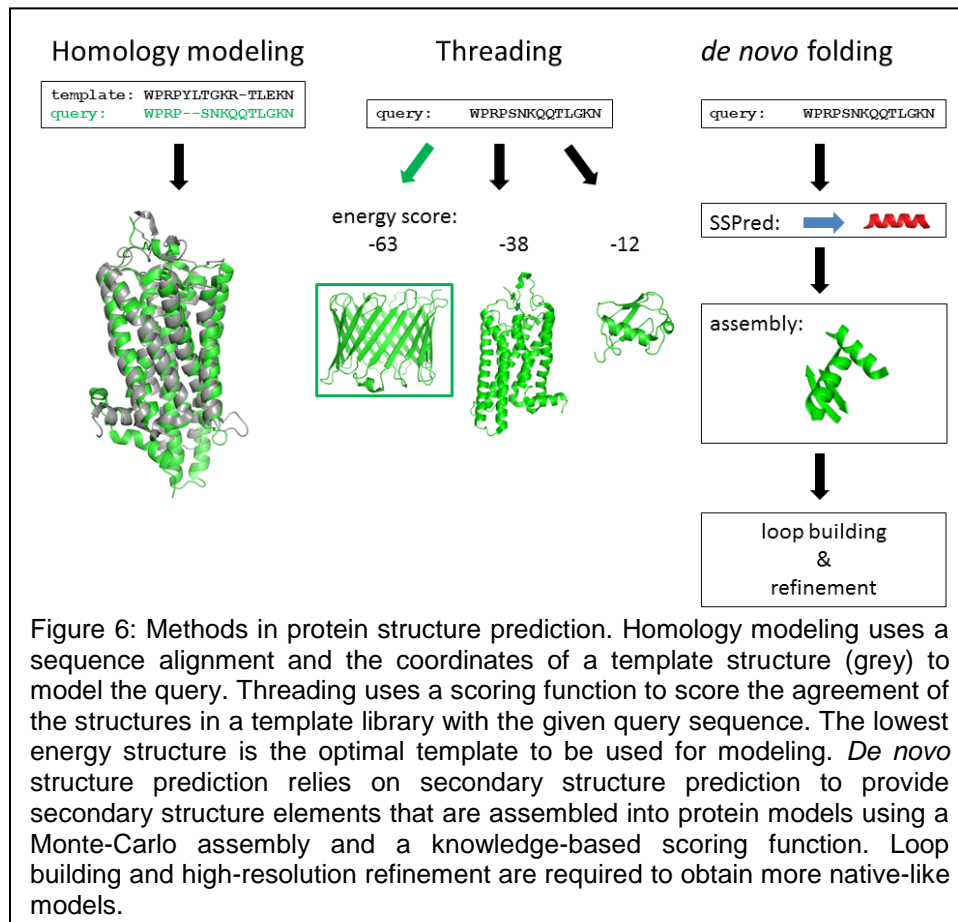 Homology modeling
template: WPRPYLTGKR-TLEKN
query: WPRP--SNKQQTLGKN
Threading
query: WPRPSNKQQTLGKN
energy score:
-63 -38 -12
de novo folding
query: WPRPSNKQQTLGKN
SSPred:
assembly:
loop building
&
refinement
Figure 6: Methods in protein structure prediction. Homology modeling uses a
sequence alignment and the coordinates of a template structure (grey) to
model the query. Threading uses a scoring function to score the agreement of
the structures in a template library with the given query sequence. The lowest
energy structure is the optimal template to be used for modeling. De novo
structure prediction relies on secondary structure prediction to provide
secondary structure elements that are assembled into protein models using a
Monte-Carlo assembly and a knowledge-based scoring function. Loop
building and high-resolution refinement are required to obtain more native-like
models.